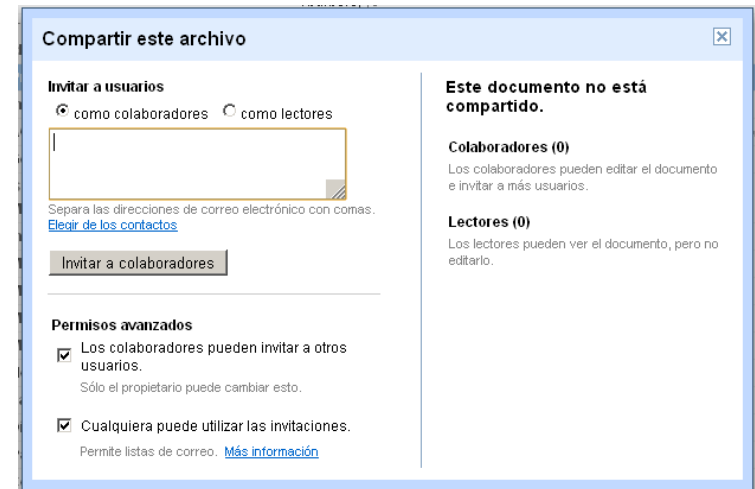 Compartir este archivo
Invitar a usuarios
como colaboradores como lectores
Separa las direcciones de correo electrónico con comas.
Elegir de los contactos
Invitar a colaboradores
Permisos avanzados
Los colaboradores pueden invitar a otros
usuarios.
Sólo el propietario puede cambiar esto.
Cualquiera puede utilizar las invitaciones.
Permite listas de correo. Más información
Este documento no está
compartido.
Colaboradores (0)
Los colaboradores pueden editar el documento
e invitar a más usuarios.
Lectores (0)
Los lectores pueden ver el documento, pero no
editarlo.